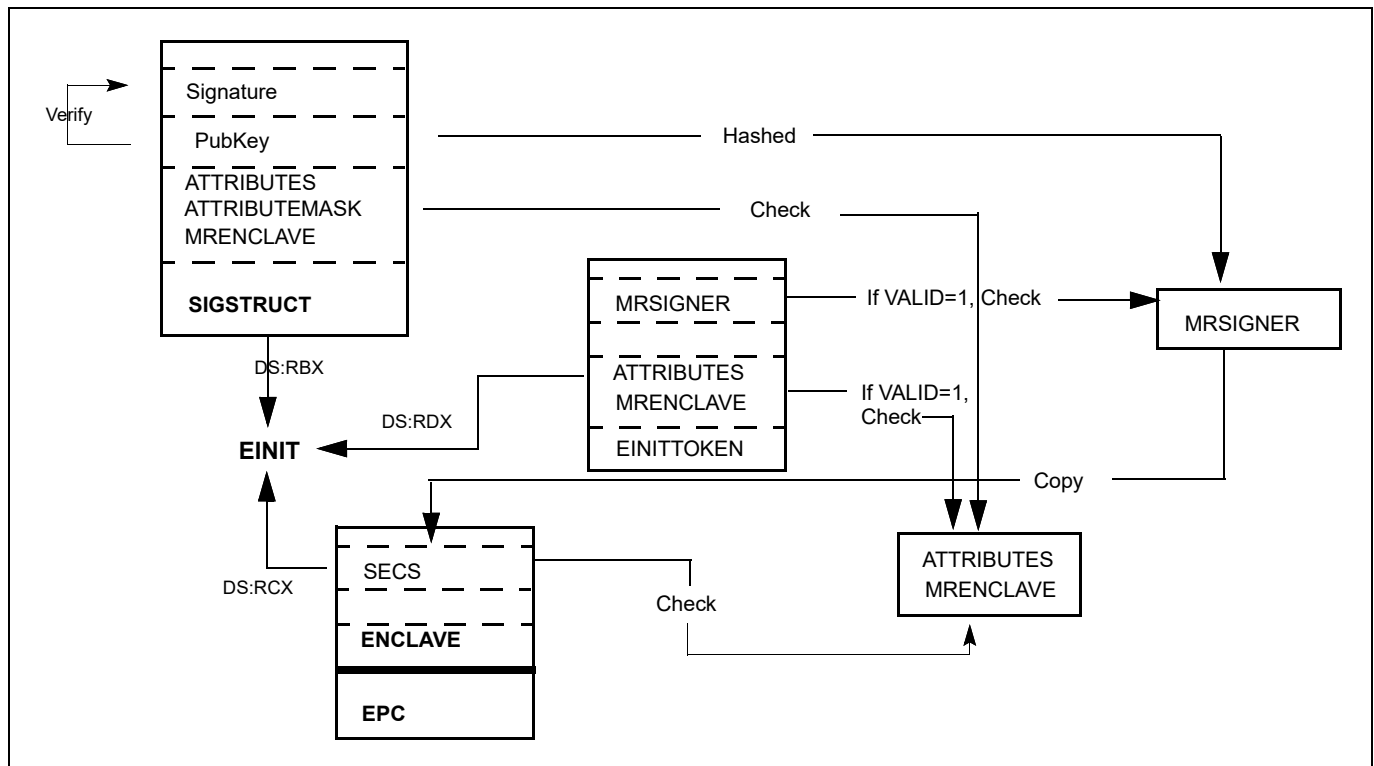 Signature
Verify
PubKey
Hashed
ATTRIBUTES
ATTRIBUTEMASK
MRENCLAVE
Check
SIGSTRUCT
MRSIGNER
If VALID=1, Check
MRSIGNER
DS:RBX
ATTRIBUTES
MRENCLAVE
If VALID=1,
Check
DS:RDX
EINIT
EINITTOKEN
Copy
SECS
ATTRIBUTES
MRENCLAVE
DS:RCX
Check
ENCLAVE
EPC